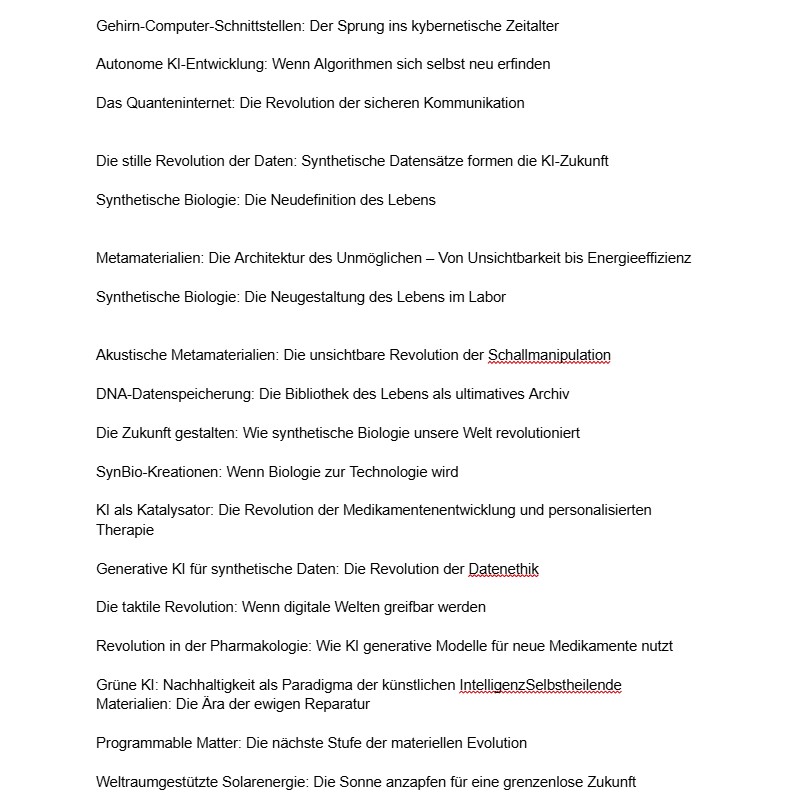 Gehirn-Computer-Schnittstellen: Der Sprung ins kybernetische Zeitalter
Autonome KI-Entwicklung: Wenn Algorithmen sich selbst neu erfinden
Das Quanteninternet: Die Revolution der sicheren Kommunikation
Die stille Revolution der Daten: Synthetische Datensätze formen die KI-Zukunft
Synthetische Biologie: Die Neudefinition des Lebens
Metamaterialien: Die Architektur des Unmöglichen – Von Unsichtbarkeit bis Energieeffizienz
Synthetische Biologie: Die Neugestaltung des Lebens im Labor
Akustische Metamaterialien: Die unsichtbare Revolution der Schallmanipulation
DNA-Datenspeicherung: Die Bibliothek des Lebens als ultimatives Archiv
Die Zukunft gestalten: Wie synthetische Biologie unsere Welt revolutioniert
SynBio-Kreationen: Wenn Biologie zur Technologie wird
KI als Katalysator: Die Revolution der Medikamentenentwicklung und personalisierten
Therapie
Generative KI für synthetische Daten: Die Revolution der Datenethik
Die taktile Revolution: Wenn digitale Welten greifbar werden
Revolution in der Pharmakologie: Wie KI generative Modelle für neue Medikamente nutzt
Grüne KI: Nachhaltigkeit als Paradigma der künstlichen IntelligenzSelbstheilende
Materialien: Die Ära der ewigen Reparatur
Programmable Matter: Die nächste Stufe der materiellen Evolution
Weltraumgestützte Solarenergie: Die Sonne anzapfen für eine grenzenlose Zukunft